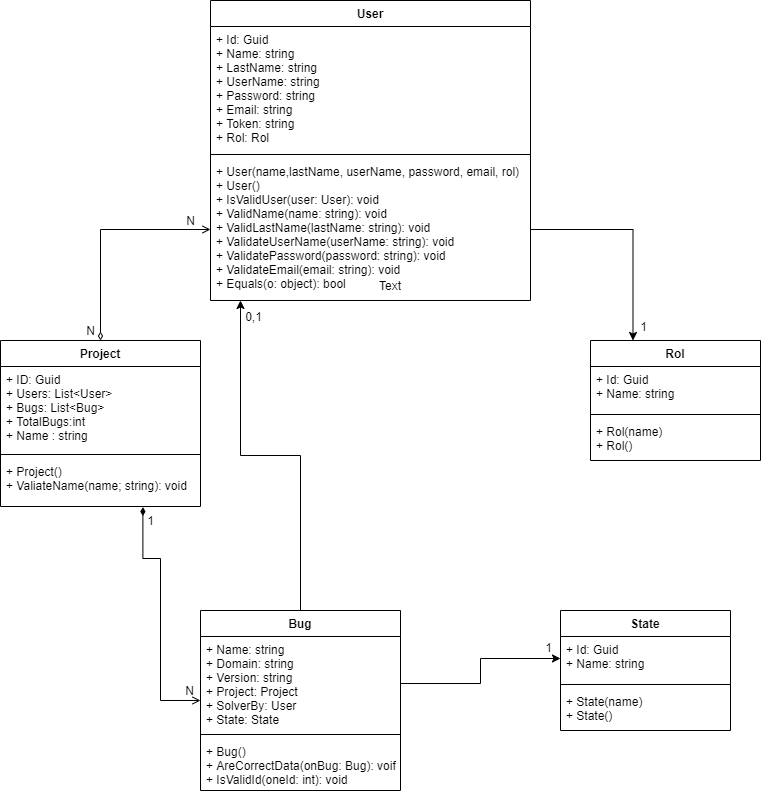 User
+ Id: Guid
+ Name: string
+ LastName: string
+ UserName: string
+ Password: string
+ Email: string
+ Token: string
+ Rol: Rol
+ User(name,lastName, userName, password, email, rol)
+ User()
+ IsValidUser(user: User): void
+ ValidName(name: string): void
+ ValidLastName(lastName: string): void
+ ValidateUserName(userName: string): void
+ ValidatePassword(password: string): void
+ ValidateEmail(email: string): void
+ Equals(o: object): bool
Text
N
N
0,1
1
Project
+ ID: Guid
+ Users: List<User>
+ Bugs: List<Bug>
+ TotalBugs:int
+ Name : string
+ Project()
+ ValiateName(name; string): void
Rol
+ Id: Guid
+ Name: string
+ Rol(name)
+ Rol()
1
N
Bug
+ Name: string
+ Domain: string
+ Version: string
+ Project: Project
+ SolverBy: User
+ State: State
+ Bug()
+ AreCorrectData(onBug: Bug): voif
+ IsValidId(oneId: int): void
1
State
+ Id: Guid
+ Name: string
+ State(name)
+ State()